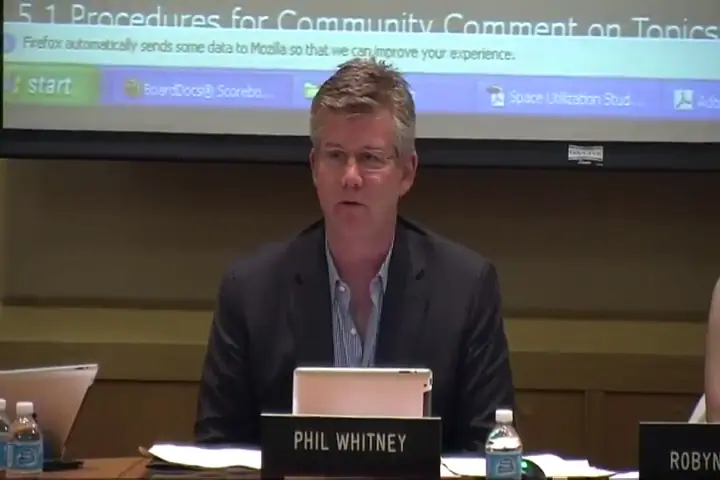 5.1 Procedures for Community Comment on Topics
Firefox automatically sends some data to Mozilla so that we can improve your experience.
start
BoardDocs® Scorebo...
Space Utilization Stud...
Ado
PHIL WHITNEY
ROBYN